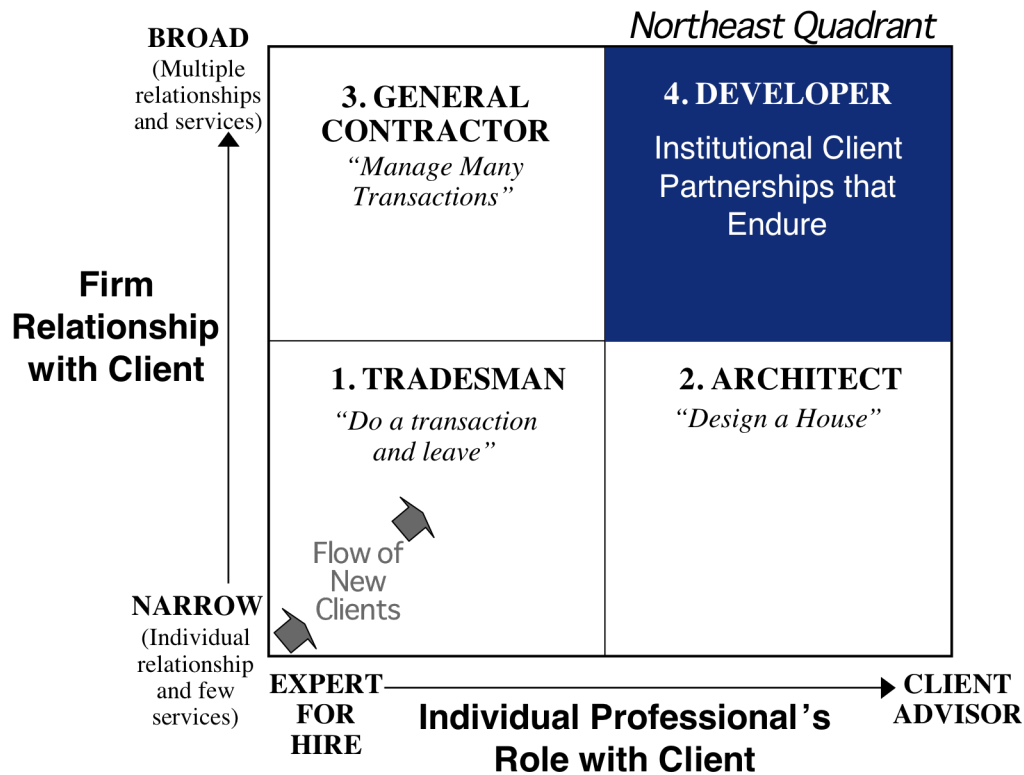 Northeast Quadrant
BROAD
(Multiple
relationships
and services)
3. GENERAL
CONTRACTOR
“Manage Many
Transactions”
4. DEVELOPER
Institutional Client
Partnerships that
Endure
Firm
Relationship
with Client
1. TRADESMAN
“Do a transaction
and leave”
2. ARCHITECT
“Design a House”
Flow of
New
Clients
NARROW
(Individual
relationship
and few
services)
EXPERT
FOR
HIRE
Individual Professional’s
Role with Client
CLIENT
ADVISOR